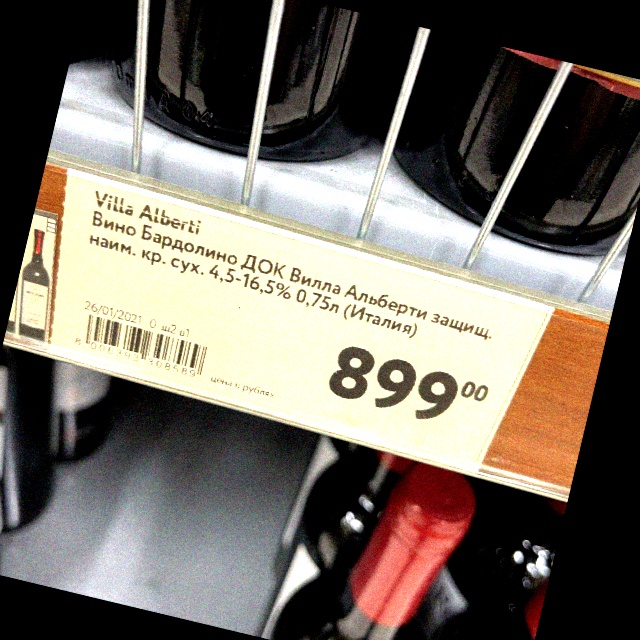 Villa Alberti
Вино Бардолино ДОК Вилла Альберти защищ.
наим. кр. сух. 4,5-16,5% 0,75л (Италия)
26/01/2021
899 00
цены в рублях